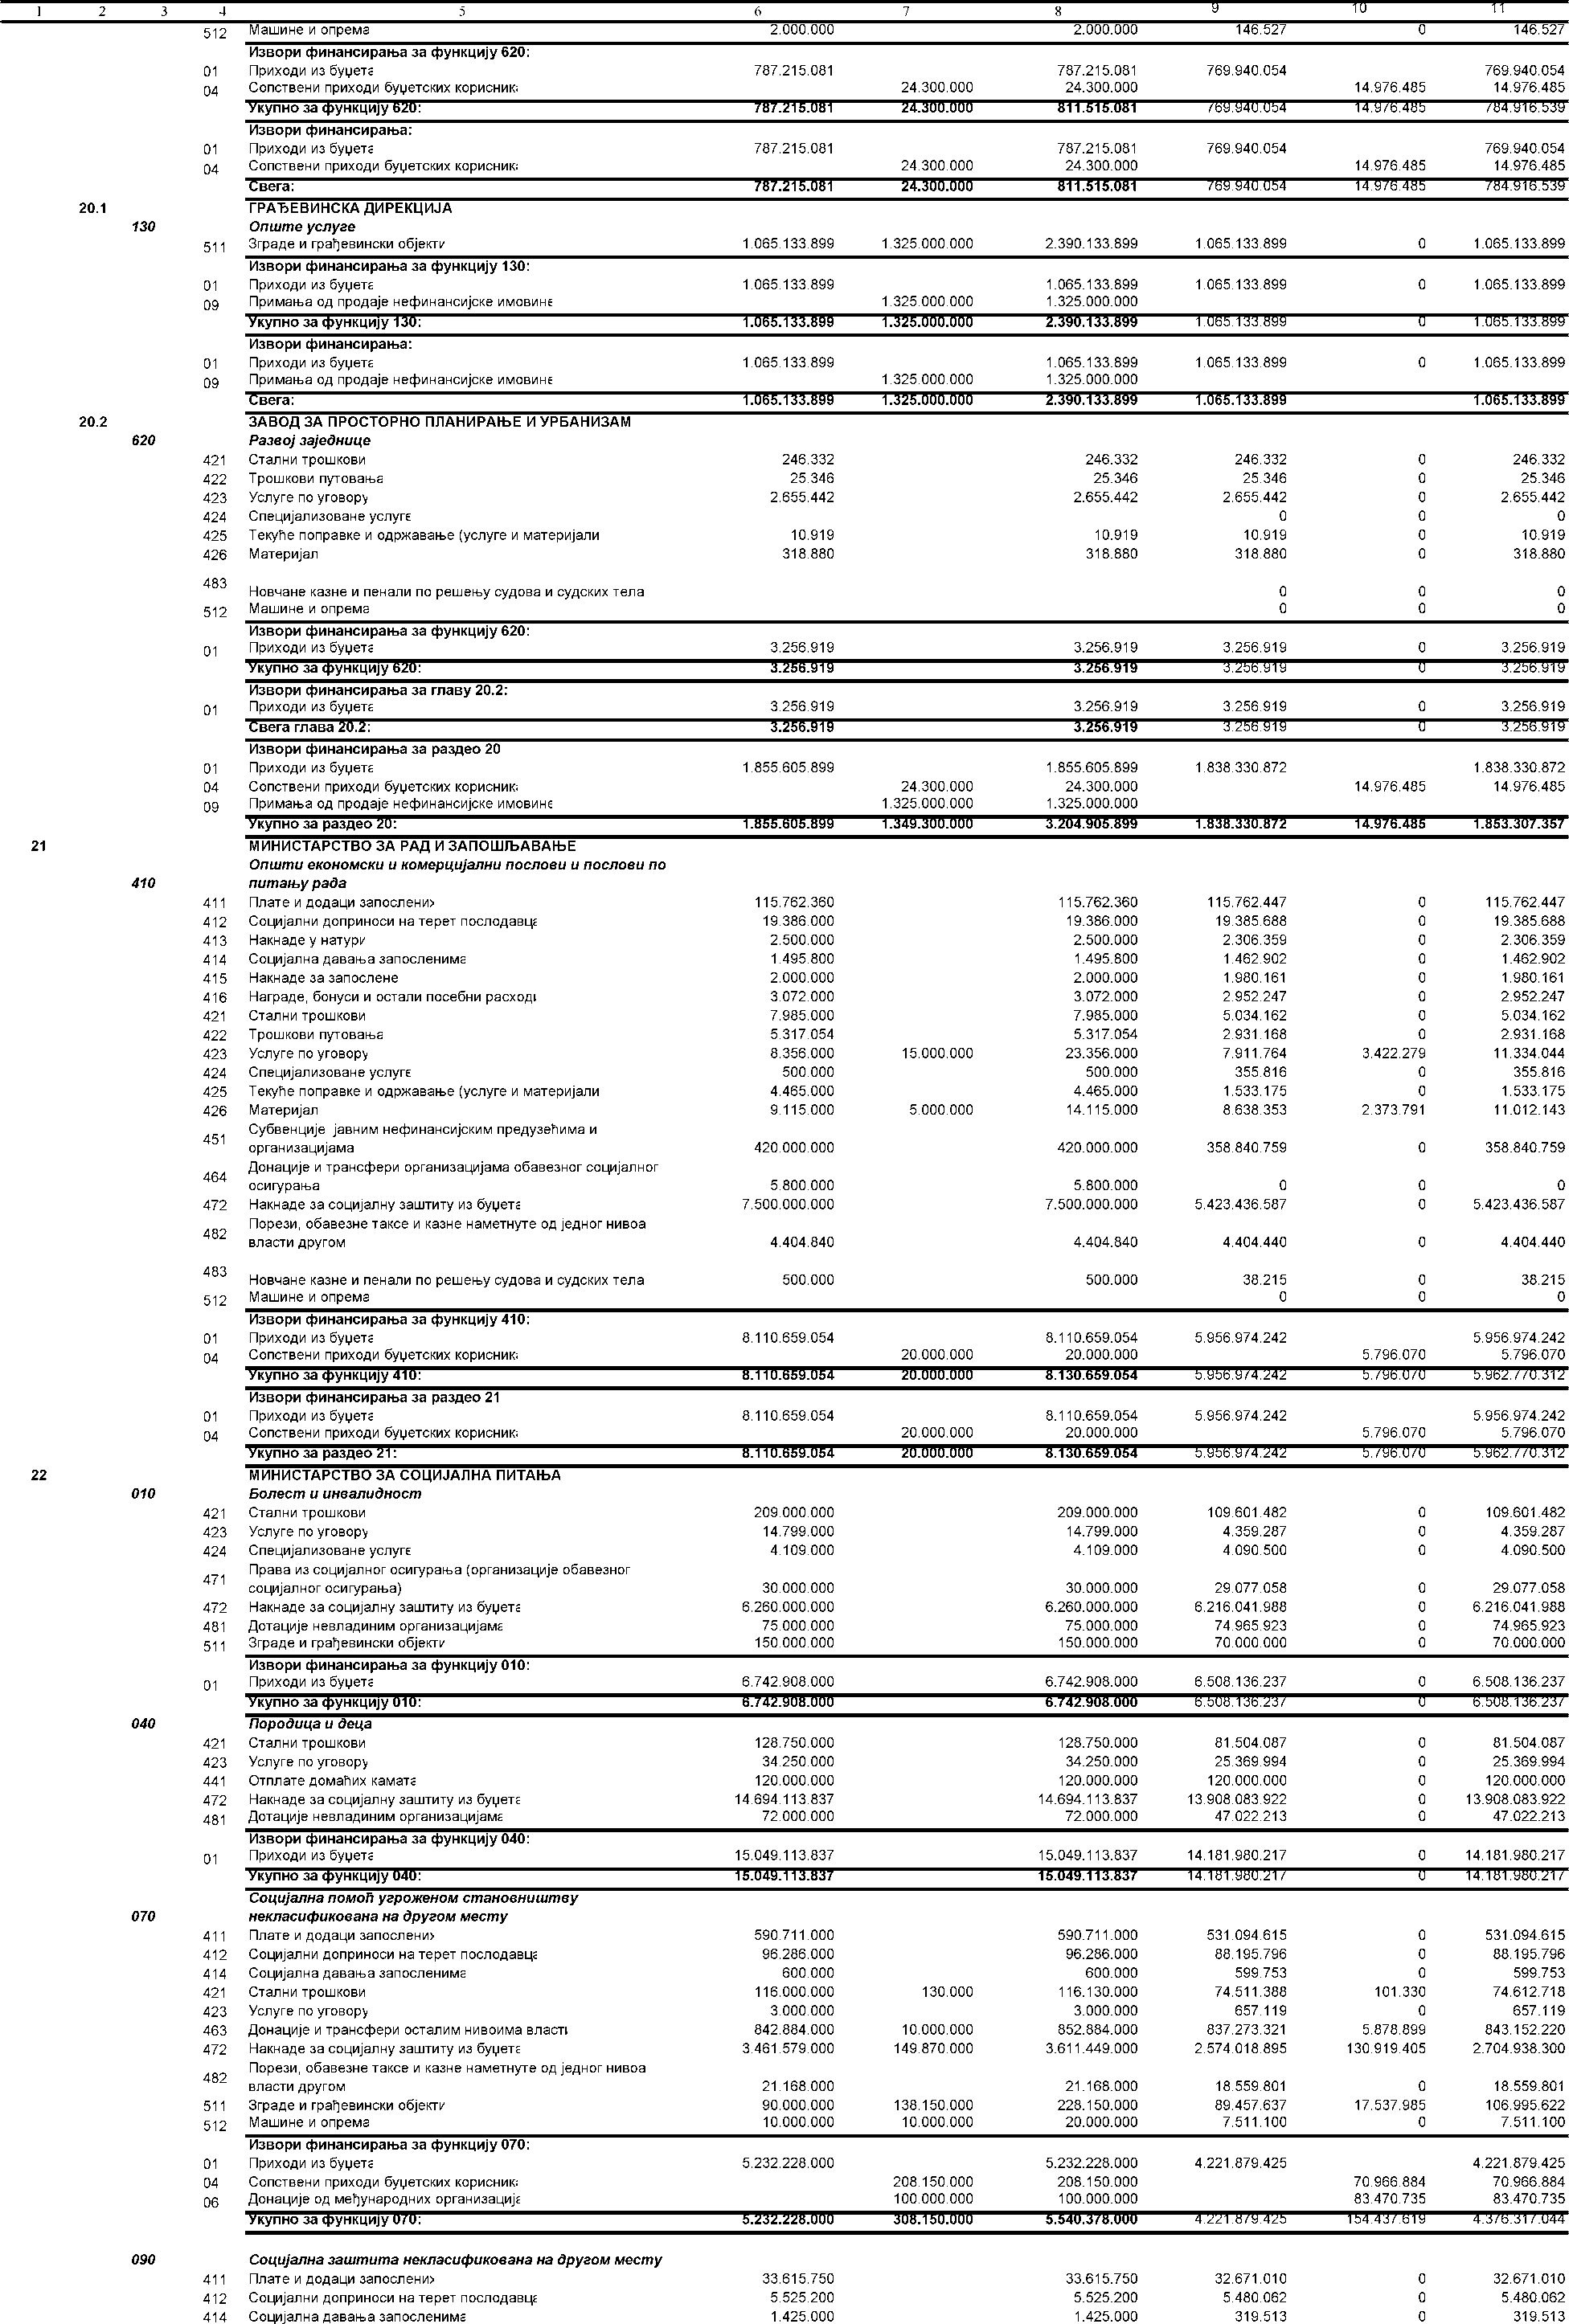 1 2 3 4 5 6 7 8 9 10 11
512 Машине и опрема 2.000.000 2.000.000 146.527 0 146.527
Извори финансирања за функцију 620:
01 Приходи из буџета 787.215.081 787.215.081 769.940.054 769.940.054
04 Сопствени приходи буџетских корисника 24.300.000 24.300.000 14.976.485 14.976.485
Укупно за функцију 620: 787.215.081 24.300.000 811.515.081 769.940.054 14.976.485 784.916.539
Извори финансирања:
01 Приходи из буџета 787.215.081 787.215.081 769.940.054 769.940.054
04 Сопствени приходи буџетских корисника 24.300.000 24.300.000 14.976.485 14.976.485
Свега: 787.215.081 24.300.000 811.515.081 769.940.054 14.976.485 784.916.539
20.1 ГРАЂЕВИНСКА ДИРЕКЦИЈА
130 Опште услуге
511 Зграде и грађевински објекти 1.065.133.899 1.325.000.000 2.390.133.899 1.065.133.899 0 1.065.133.899
Извори финансирања за функцију 130:
01 Приходи из буџета 1.065.133.899 1.065.133.899 1.065.133.899 0 1.065.133.899
09 Примања од продаје нефинансијске имовине 1.325.000.000 1.325.000.000
Укупно за функцију 130: 1.065.133.899 1.325.000.000 2.390.133.899 1.065.133.899 0 1.065.133.899
Извори финансирања:
01 Приходи из буџета 1.065.133.899 1.065.133.899 1.065.133.899 0 1.065.133.899
09 Примања од продаје нефинансијске имовине 1.325.000.000 1.325.000.000
Свега: 1.065.133.899 1.325.000.000 2.390.133.899 1.065.133.899 1.065.133.899
20.2 ЗАВОД ЗА ПРОСТОРНО ПЛАНИРАЊЕ И УРБАНИЗАМ
620 Развој заједнице
421 Стални трошкови 246.332 246.332 246.332 0 246.332
422 Трошкови путовања 25.346 25.346 25.346 0 25.346
423 Услуге по уговору 2.655.442 2.655.442 2.655.442 0 2.655.442
424 Специјализоване услуге 0 0 0
425 Текуће поправке и одржавање (услуге и материјали 10.919 10.919 10.919 0 10.919
426 Материјал 318.880 318.880 318.880 0 318.880
483 Новчане казне и пенали по решењу судова и судских тела 0 0 0
512 Машине и опрема 0 0 0
Извори финансирања за функцију 620:
01 Приходи из буџета 3.256.919 3.256.919 3.256.919 0 3.256.919
Укупно за функцију 620: 3.256.919 3.256.919 3.256.919 0 3.256.919
Извори финансирања за главу 20.2:
01 Приходи из буџета 3.256.919 3.256.919 3.256.919 0 3.256.919
Свега глава 20.2: 3.256.919 3.256.919 3.256.919 0 3.256.919
Извори финансирања за раздео 20
01 Приходи из буџета 1.855.605.899 1.855.605.899 1.838.330.872 1.838.330.872
04 Сопствени приходи буџетских корисника 24.300.000 24.300.000 14.976.485 14.976.485
09 Примања од продаје нефинансијске имовине 1.325.000.000 1.325.000.000
Укупно за раздео 20: 1.855.605.899 1.349.300.000 3.204.905.899 1.838.330.872 14.976.485 1.853.307.357
21 МИНИСТАРСТВО ЗА РАД И ЗАПОШЉАВАЊЕ
Општи економски и комерцијални послови и послови по
410 питању рада
411 Плате и додаци запослених 115.762.360 115.762.360 115.762.447 0 115.762.447
412 Социјални доприноси на терет послодавца 19.386.000 19.386.000 19.385.688 0 19.385.688
413 Накнаде у натури 2.500.000 2.500.000 2.306.359 0 2.306.359
414 Социјална давања запосленима 1.495.800 1.495.800 1.462.902 0 1.462.902
415 Накнаде за запослене 2.000.000 2.000.000 1.980.161 0 1.980.161
416 Награде, бонуси и остали посебни расходи 3.072.000 3.072.000 2.952.247 0 2.952.247
421 Стални трошкови 7.985.000 7.985.000 5.034.162 0 5.034.162
422 Трошкови путовања 5.317.054 5.317.054 2.931.168 0 2.931.168
423 Услуге по уговору 8.356.000 15.000.000 23.356.000 7.911.764 3.422.279 11.334.044
424 Специјализоване услуге 500.000 500.000 355.816 0 355.816
425 Текуће поправке и одржавање (услуге и материјали 4.465.000 4.465.000 1.533.175 0 1.533.175
426 Материјал 9.115.000 5.000.000 14.115.000 8.638.353 2.373.791 11.012.143
451 Субвенције јавним нефинансијским предузећима и
организацијама 420.000.000 420.000.000 358.840.759 0 358.840.759
464 Донације и трансфери организацијама обавезног социјалног
осигурања 5.800.000 5.800.000 0 0 0
472 Накнаде за социјалну заштиту из буџета 7.500.000.000 7.500.000.000 5.423.436.587 0 5.423.436.587
482 Порези, обавезне таксе и казне наметнуте од једног нивоа
власти другом 4.404.840 4.404.840 4.404.440 0 4.404.440
483 Новчане казне и пенали по решењу судова и судских тела 500.000 500.000 38.215 0 38.215
512 Машине и опрема 0 0 0
Извори финансирања за функцију 410:
01 Приходи из буџета 8.110.659.054 8.110.659.054 5.956.974.242 5.956.974.242
04 Сопствени приходи буџетских корисника 20.000.000 20.000.000 5.796.070 5.796.070
Укупно за функцију 410: 8.110.659.054 20.000.000 8.130.659.054 5.956.974.242 5.796.070 5.962.770.312
Извори финансирања за раздео 21
01 Приходи из буџета 8.110.659.054 8.110.659.054 5.956.974.242 5.956.974.242
04 Сопствени приходи буџетских корисника 20.000.000 20.000.000 5.796.070 5.796.070
Укупно за раздео 21: 8.110.659.054 20.000.000 8.130.659.054 5.956.974.242 5.796.070 5.962.770.312
22 МИНИСТАРСТВО ЗА СОЦИЈАЛНА ПИТАЊА
010 Болест и инвалидност
421 Стални трошкови 209.000.000 209.000.000 109.601.482 0 109.601.482
423 Услуге по уговору 14.799.000 14.799.000 4.359.287 0 4.359.287
424 Специјализоване услуге 4.109.000 4.109.000 4.090.500 0 4.090.500
471 Права из социјалног осигурања (организације обавезног
социјалног осигурања) 30.000.000 30.000.000 29.077.058 0 29.077.058
472 Накнаде за социјалну заштиту из буџета 6.260.000.000 6.260.000.000 6.216.041.988 0 6.216.041.988
481 Дотације невладиним организацијама 75.000.000 75.000.000 74.965.923 0 74.965.923
511 Зграде и грађевински објекти 150.000.000 150.000.000 70.000.000 0 70.000.000
Извори финансирања за функцију 010:
01 Приходи из буџета 6.742.908.000 6.742.908.000 6.508.136.237 0 6.508.136.237
Укупно за функцију 010: 6.742.908.000 6.742.908.000 6.508.136.237 0 6.508.136.237
040 Породица и деца
421 Стални трошкови 128.750.000 128.750.000 81.504.087 0 81.504.087
423 Услуге по уговору 34.250.000 34.250.000 25.369.994 0 25.369.994
441 Отплате домаћих камата 120.000.000 120.000.000 120.000.000 0 120.000.000
472 Накнаде за социјалну заштиту из буџета 14.694.113.837 14.694.113.837 13.908.083.922 0 13.908.083.922
481 Дотације невладиним организацијама 72.000.000 72.000.000 47.022.213 0 47.022.213
Извори финансирања за функцију 040:
01 Приходи из буџета 15.049.113.837 15.049.113.837 14.181.980.217 0 14.181.980.217
Укупно за функцију 040: 15.049.113.837 15.049.113.837 14.181.980.217 0 14.181.980.217
Социјална помоћ угроженом становништву
070 некласификована на другом месту
411 Плате и додаци запослених 590.711.000 590.711.000 531.094.615 0 531.094.615
412 Социјални доприноси на терет послодавца 96.286.000 96.286.000 88.195.796 0 88.195.796
414 Социјална давања запосленима 600.000 600.000 599.753 0 599.753
421 Стални трошкови 116.000.000 130.000 116.130.000 74.511.388 101.330 74.612.718
423 Услуге по уговору 3.000.000 3.000.000 657.119 0 657.119
463 Донације и трансфери осталим нивоима власти 842.884.000 10.000.000 852.884.000 837.273.321 5.878.899 843.152.220
472 Накнаде за социјалну заштиту из буџета 3.461.579.000 149.870.000 3.611.449.000 2.574.018.895 130.919.405 2.704.938.300
482 Порези, обавезне таксе и казне наметнуте од једног нивоа
власти другом 21.168.000 21.168.000 18.559.801 0 18.559.801
511 Зграде и грађевински објекти 90.000.000 138.150.000 228.150.000 89.457.637 17.537.985 106.995.622
512 Машине и опрема 10.000.000 10.000.000 20.000.000 7.511.100 0 7.511.100
Извори финансирања за функцију 070:
01 Приходи из буџета 5.232.228.000 5.232.228.000 4.221.879.425 4.221.879.425
04 Сопствени приходи буџетских корисника 208.150.000 208.150.000 70.966.884 70.966.884
06 Донације од међународних организација 100.000.000 100.000.000 83.470.735 83.470.735
Укупно за функцију 070: 5.232.228.000 308.150.000 5.540.378.000 4.221.879.425 154.437.619 4.376.317.044
090 Социјална заштита некласификована на другом месту
411 Плате и додаци запослених 33.615.750 33.615.750 32.671.010 0 32.671.010
412 Социјални доприноси на терет послодавца 5.525.200 5.525.200 5.480.062 0 5.480.062
414 Социјална давања запосленима 1.425.000 1.425.000 319.513 0 319.513